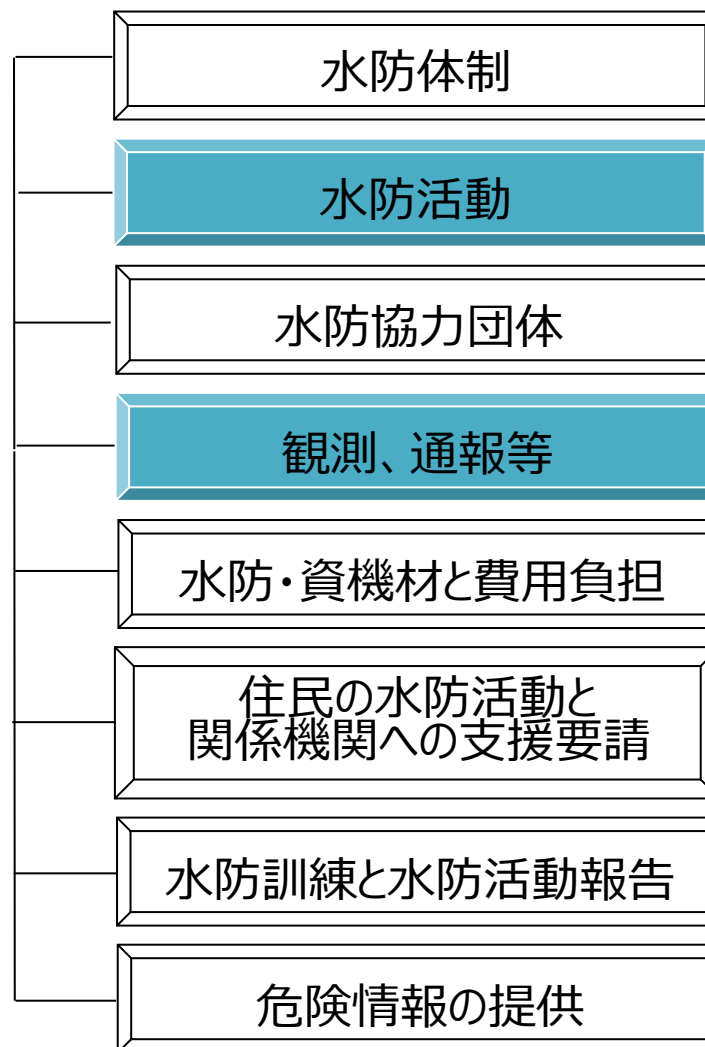 水防体制
水防活動
水防協力団体
観測、通報等
水防・資機材と費用負担
住民の水防活動と
関係機関への支援要請
水防訓練と水防活動報告
危険情報の提供